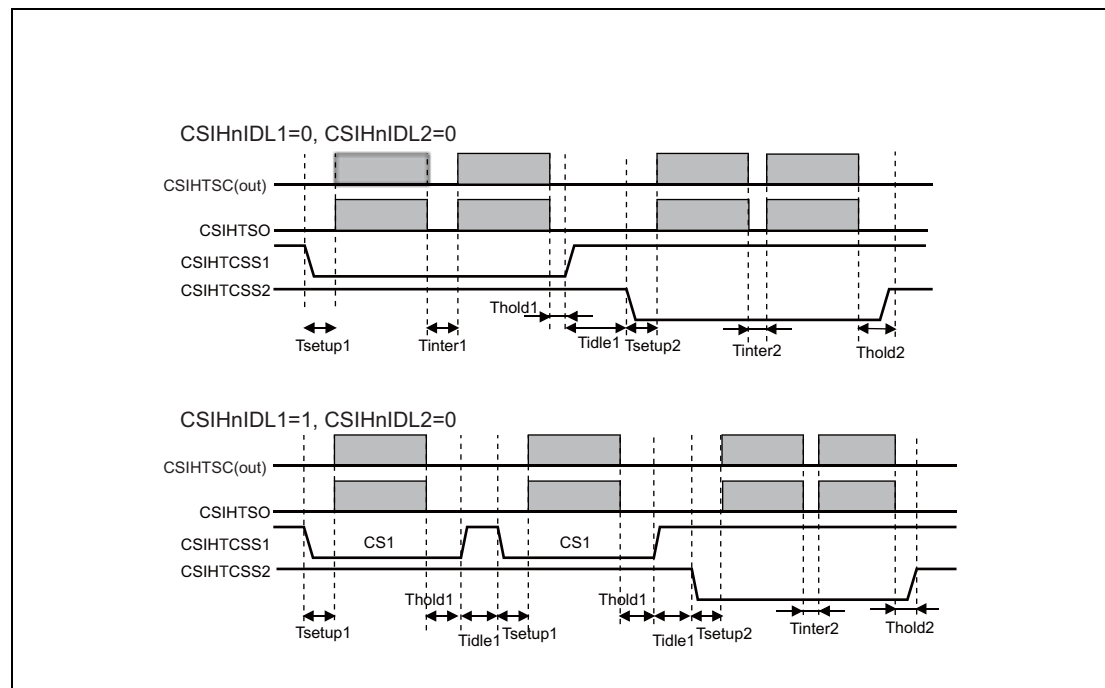 CSIHnIDL1=0, CSIHnIDL2=0
CSIHTSC(out)
CSIHTSO
CSIHTCSS1
CSIHTCSS2
Thold1
Tsetup1
Tinter1
Tidle1
Tsetup2
Tinter2
Thold2
CSIHnIDL1=1, CSIHnIDL2=0
CSIHTSC(out)
CSIHTSO
CSIHTCSS1
CS1
CS1
CSIHTCSS2
Thold1
Thold1
Tsetup1
Tidle1
Tsetup1
Tidle1
Tsetup2
Tinter2
Thold2